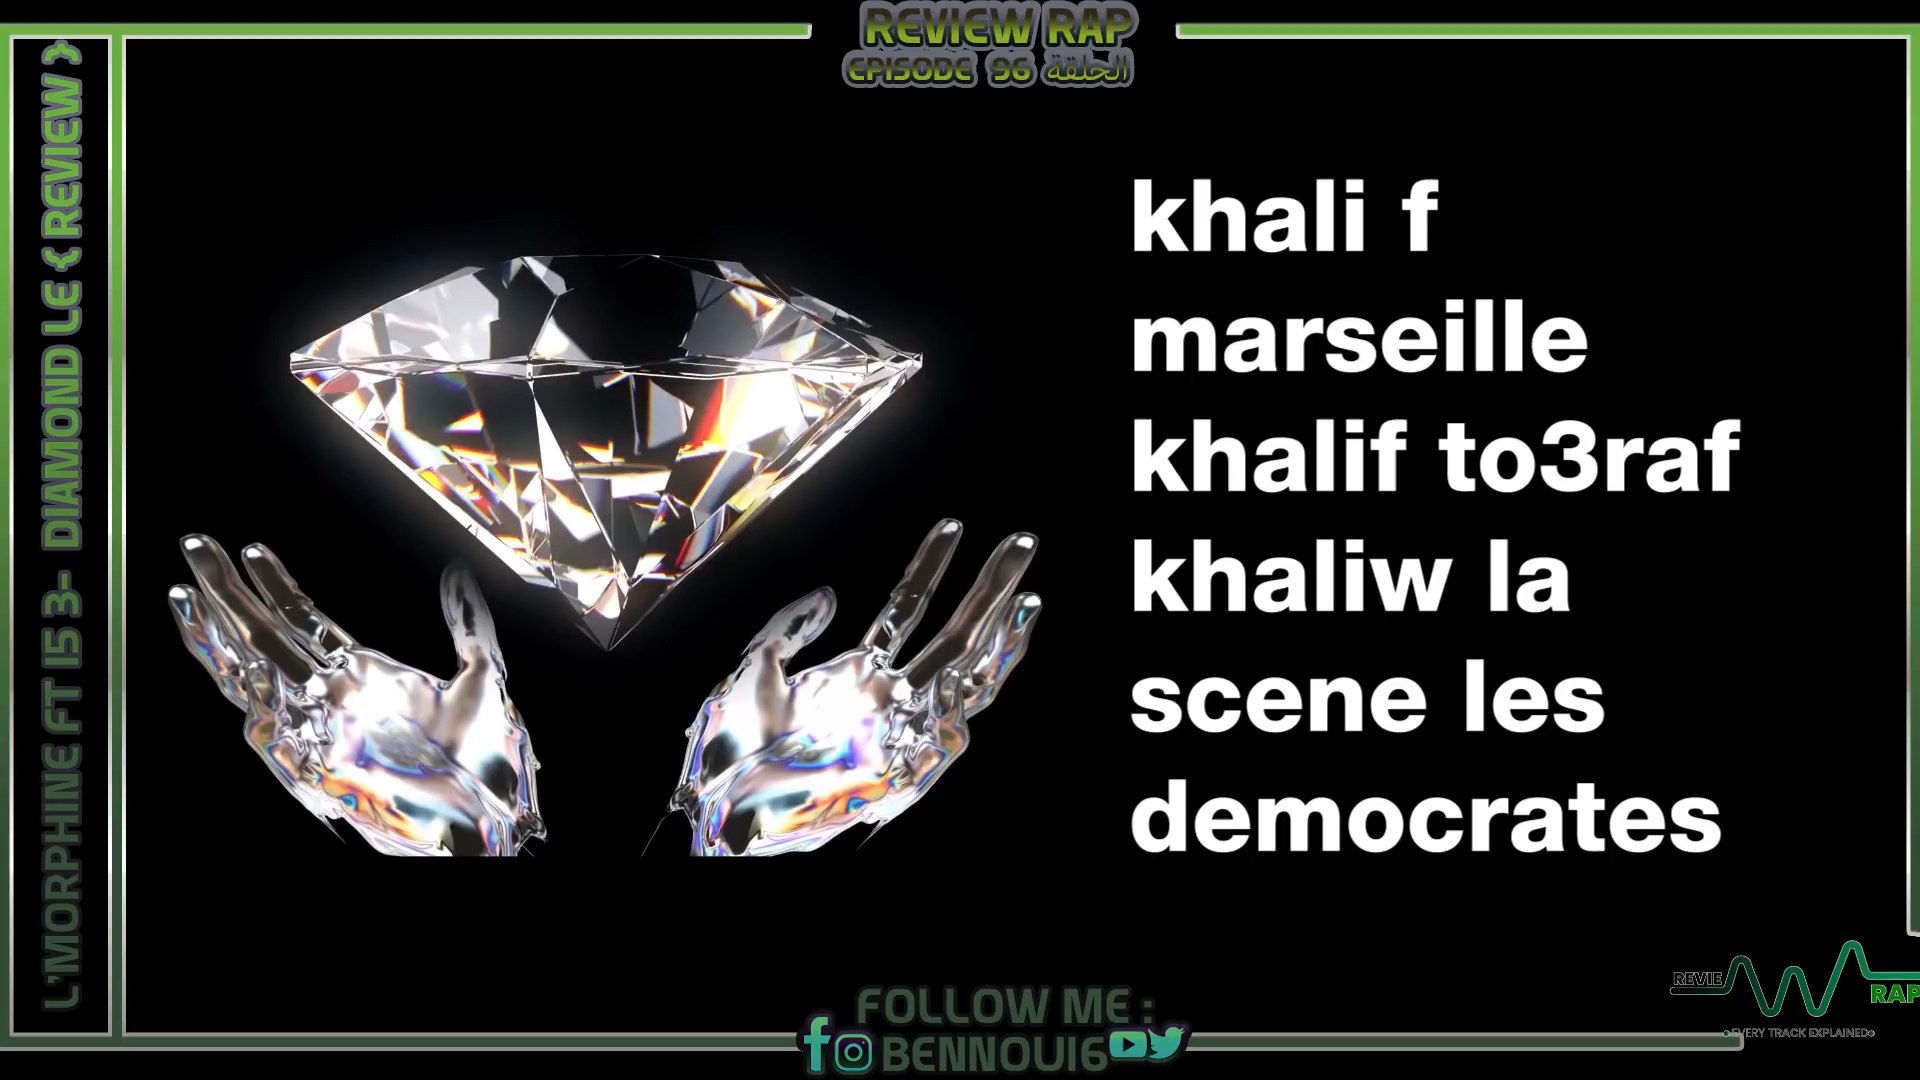 REVIEW RAP
EPISODE 96 الحلقة
L'MORPHINE FT 15 3- DIAMOND LE { REVIEW }
khali f
marseille
khalif to3raf
khaliw la
scene les
democrates
REVIE
RAP
EVERY TRACK EXPLAINED
FOLLOW ME :
BENNOUI6